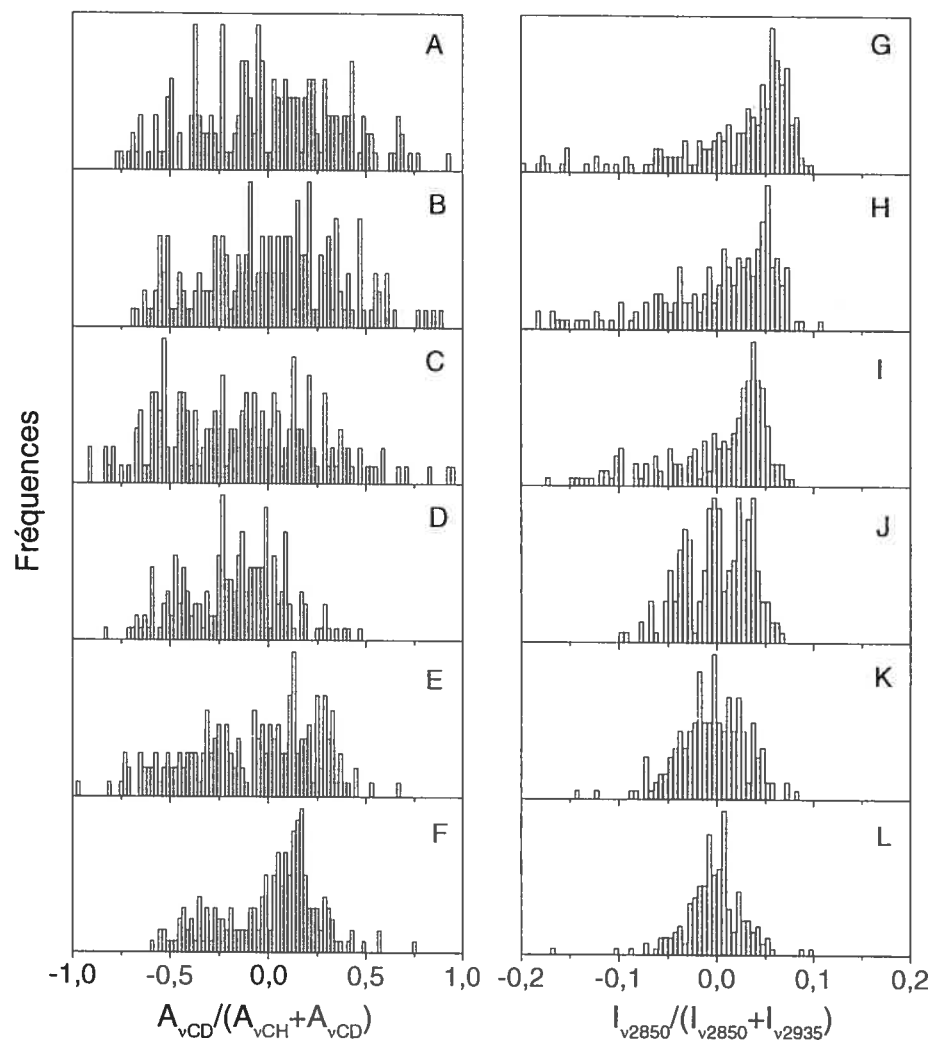 A
G
B
H
C
I
D
J
E
K
F
L
Fréquences
-1,0 -0,5 0,0 0,5 1,0
-0,2 -0,1 0,0 0,1 0,2
AνCD/(AνCH+AνCD)
Iν2850/(Iν2850+Iν2935)